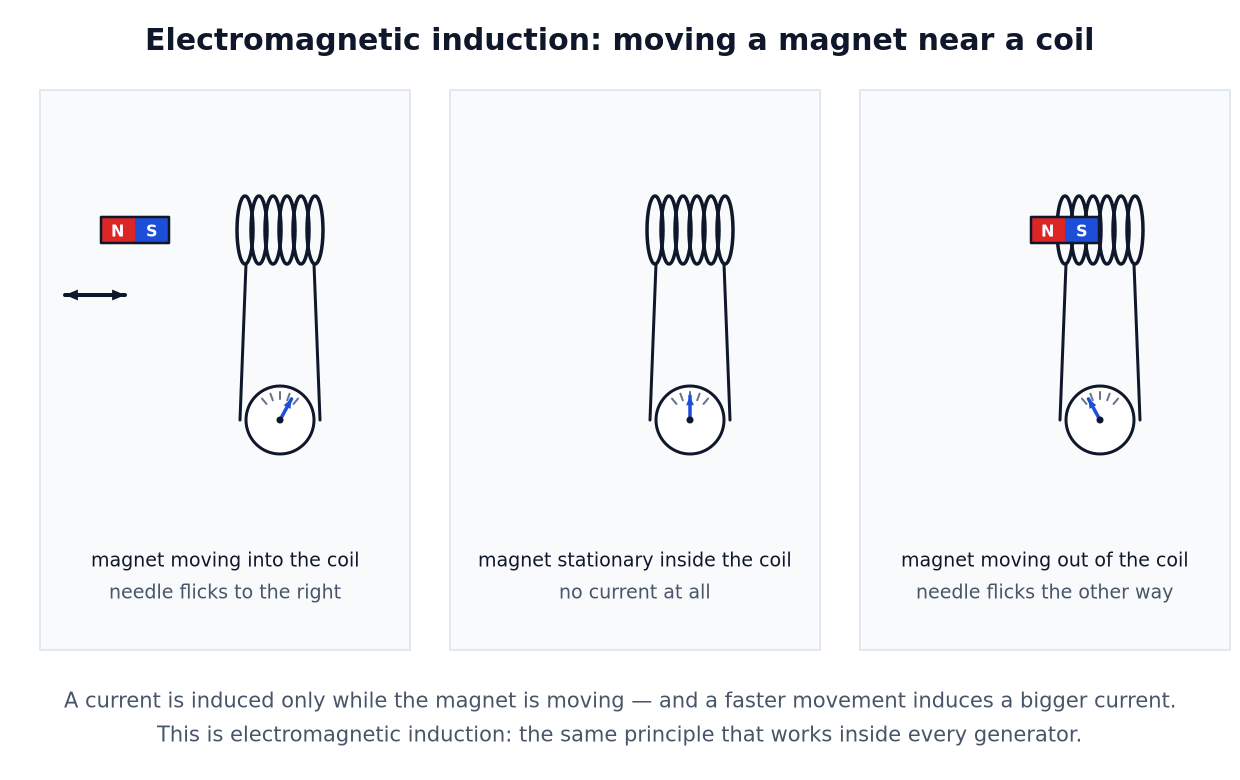 Electromagnetic induction: moving a magnet near a coil
N S
N S
magnet moving into the coil
needle flicks to the right
magnet stationary inside the coil
no current at all
magnet moving out of the coil
needle flicks the other way
A current is induced only while the magnet is moving — and a faster movement induces a bigger current.
This is electromagnetic induction: the same principle that works inside every generator.